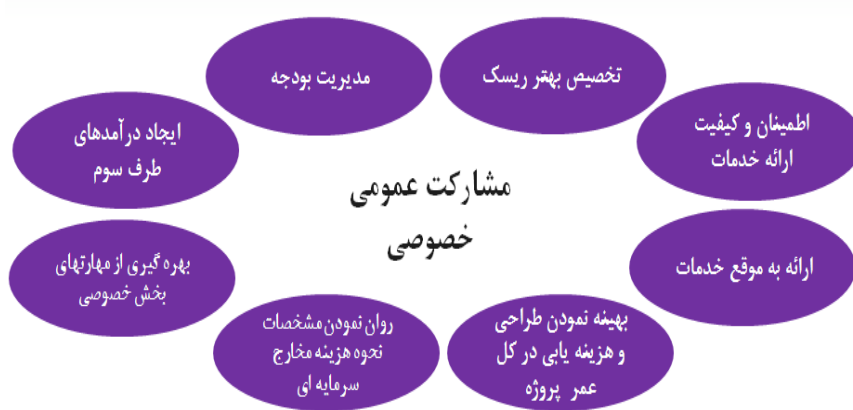 تخصیص بهتر ریسک
مدیریت بودجه
اطمینان و کیفیت
ارائه خدمات
ایجاد درآمدهای
طرف سوم
مشارکت عمومی
خصوصی
ارائه به موقع خدمات
بهره گیری از مهارتهای
بخش خصوصی
بهینه نمودن طراحی
و هزینه یابی در کل
عمر پروژه
روان نمودن مشخصات
نحوه هزینه مخارج
سرمایه ای